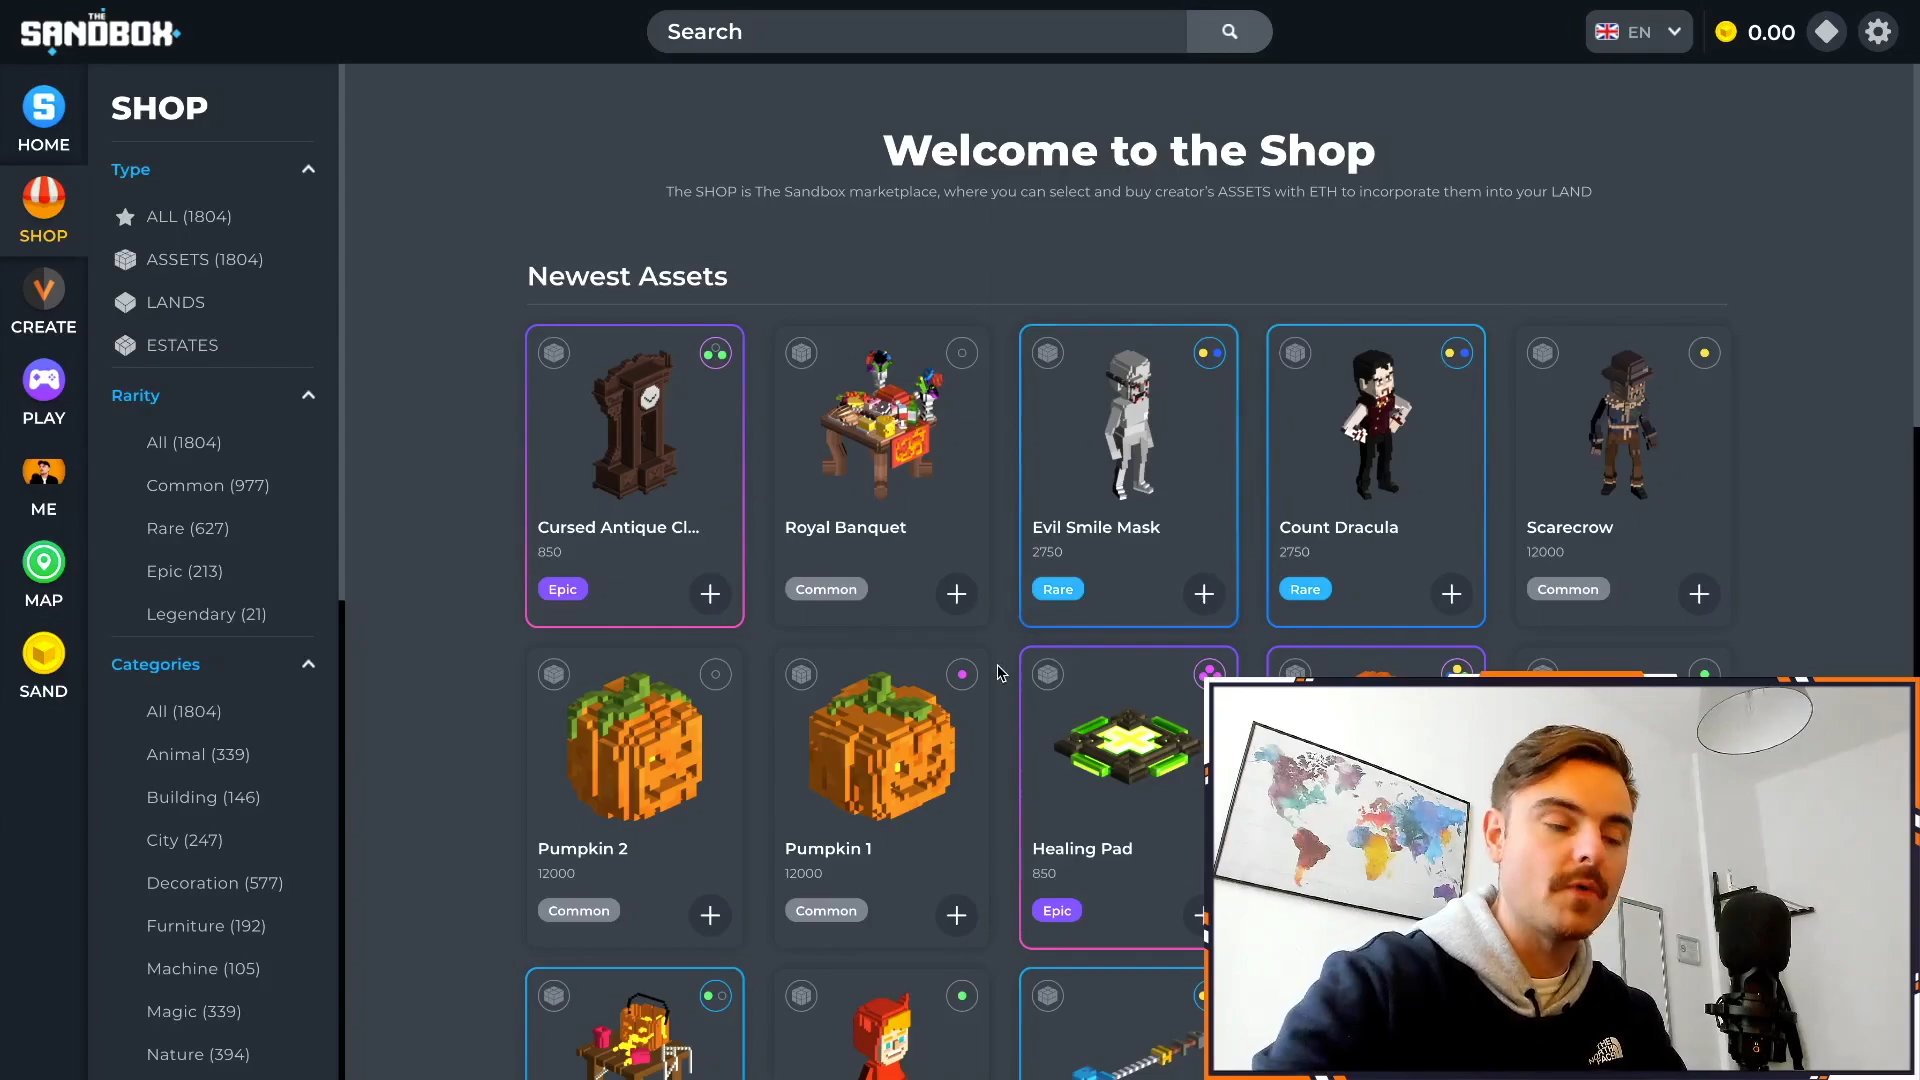 THE
SANDBOX
Search
EN
0.00
HOME
SHOP
CREATE
PLAY
ME
MAP
SAND
SHOP
Type
ALL (1804)
ASSETS (1804)
LANDS
ESTATES
Rarity
All (1804)
Common (977)
Rare (627)
Epic (213)
Legendary (21)
Categories
All (1804)
Animal (339)
Building (146)
City (247)
Decoration (577)
Furniture (192)
Machine (105)
Magic (339)
Nature (394)
Welcome to the Shop
The SHOP is The Sandbox marketplace, where you can select and buy creator's ASSETS with ETH to incorporate them into your LAND
Newest Assets
Cursed Antique Cl...
850
Epic
Royal Banquet
Common
Evil Smile Mask
2750
Rare
Count Dracula
2750
Rare
Scarecrow
12000
Common
Pumpkin 2
12000
Common
Pumpkin 1
12000
Common
Healing Pad
850
Epic
THE
NORTH
FACE